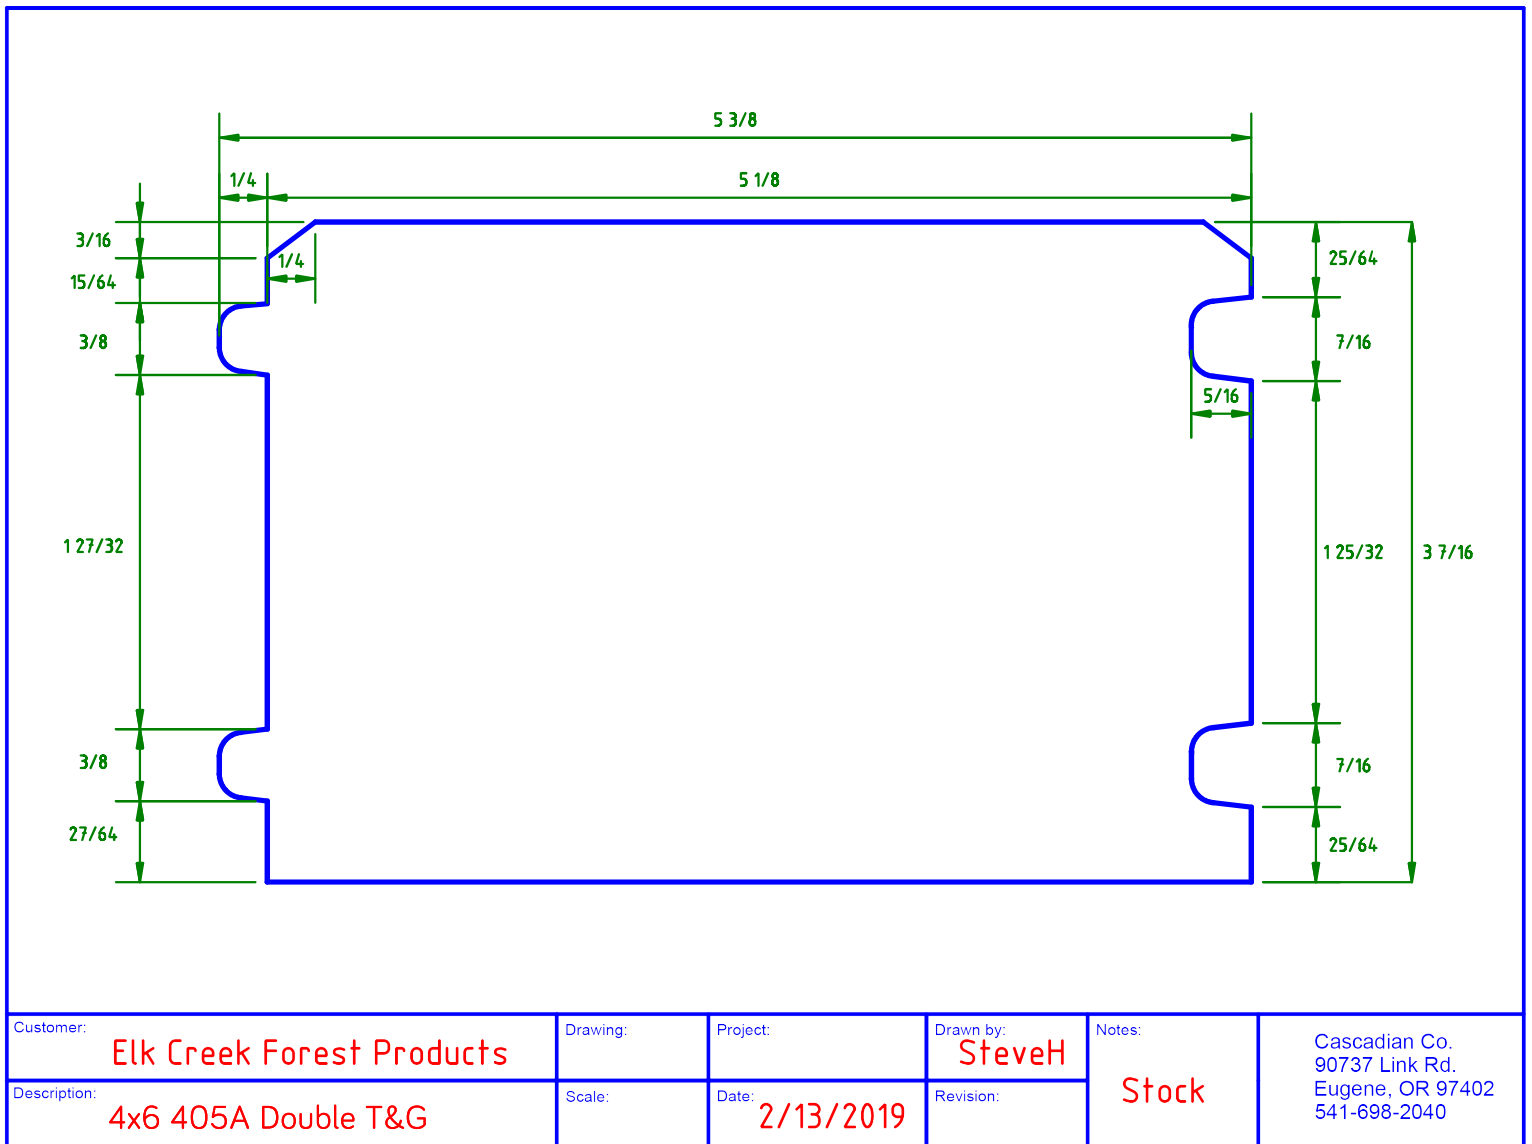 5 3/8
1/4
5 1/8
3/16
1/4
25/64
15/64
3/8
7/16
5/16
1 27/32
1 25/32
3 7/16
3/8
7/16
27/64
25/64
Customer:
Elk Creek Forest Products
Drawing:
Project:
Drawn by:
SteveH
Notes:
Stock
Description:
4x6 405A Double T&G
Scale:
Date:
2/13/2019
Revision:
Cascadian Co.
90737 Link Rd.
Eugene, OR 97402
541-698-2040